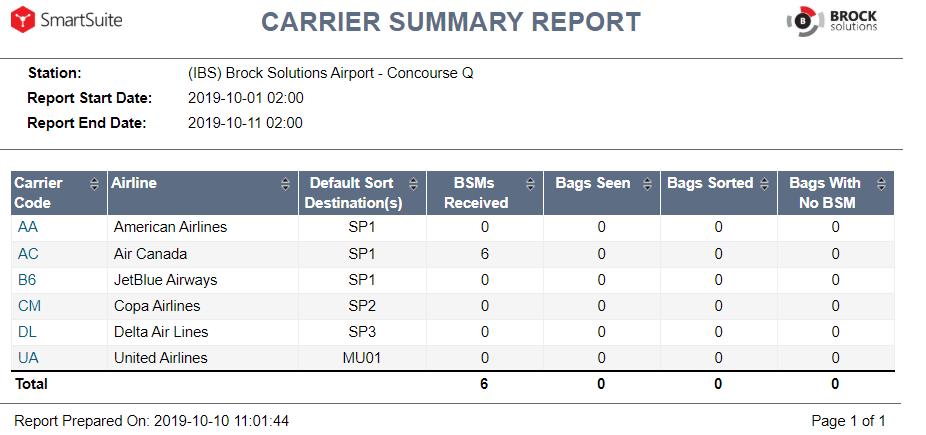 SmartSuite
CARRIER SUMMARY REPORT
B BROCK
solutions
Station: (IBS) Brock Solutions Airport - Concourse Q
Report Start Date: 2019-10-01 02:00
Report End Date: 2019-10-11 02:00
Carrier Airline Default Sort BSMs Bags Seen Bags Sorted Bags With
Code Destination(s) Received No BSM
AA American Airlines SP1 0 0 0 0
AC Air Canada SP1 6 0 0 0
B6 JetBlue Airways SP1 0 0 0 0
CM Copa Airlines SP2 0 0 0 0
DL Delta Air Lines SP3 0 0 0 0
UA United Airlines MU01 0 0 0 0
Total 6 0 0 0
Report Prepared On: 2019-10-10 11:01:44 Page 1 of 1